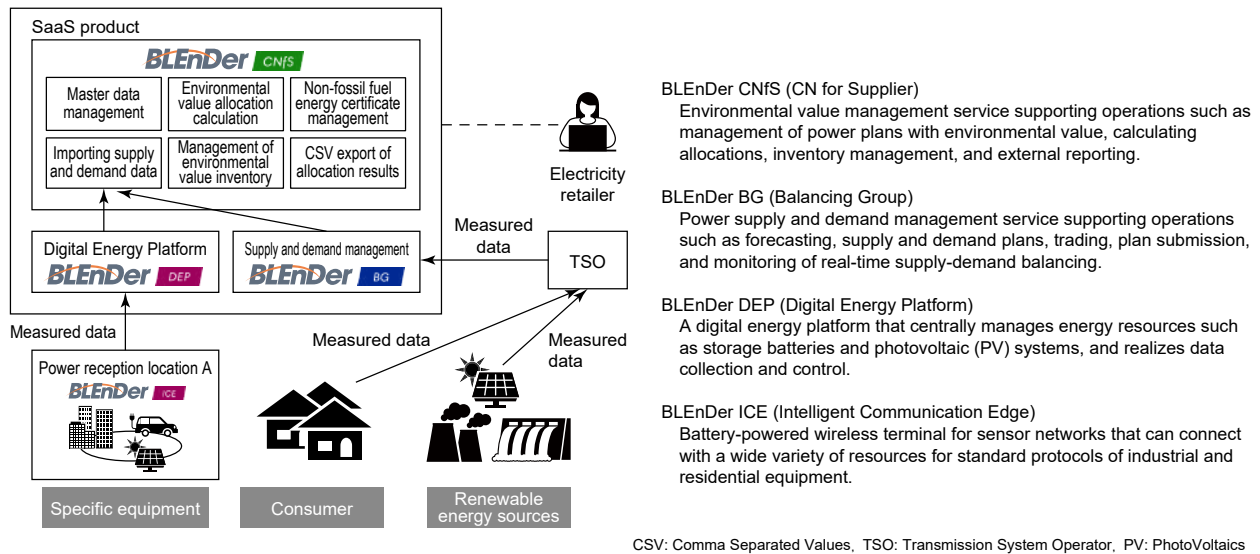 SaaS product
BLEnDer CNfS
Master data
management
Environmental
value allocation
calculation
Non-fossil fuel
energy certificate
management
Importing supply
and demand data
Management of
environmental
value inventory
CSV export of
allocation results
Electricity
retailer
Digital Energy Platform
BLEnDer DEP
Supply and demand management
BLEnDer BG
Measured
data
TSO
Measured data
Power reception location A
BLEnDer ICE
Measured data
Measured
data
Specific equipment
Consumer
Renewable
energy sources
BLEnDer CNfS (CN for Supplier)
Environmental value management service supporting operations such as
management of power plans with environmental value, calculating
allocations, inventory management, and external reporting.
BLEnDer BG (Balancing Group)
Power supply and demand management service supporting operations
such as forecasting, supply and demand plans, trading, plan submission,
and monitoring of real-time supply-demand balancing.
BLEnDer DEP (Digital Energy Platform)
A digital energy platform that centrally manages energy resources such
as storage batteries and photovoltaic (PV) systems, and realizes data
collection and control.
BLEnDer ICE (Intelligent Communication Edge)
Battery-powered wireless terminal for sensor networks that can connect
with a wide variety of resources for standard protocols of industrial and
residential equipment.
CSV: Comma Separated Values, TSO: Transmission System Operator, PV: PhotoVoltaics